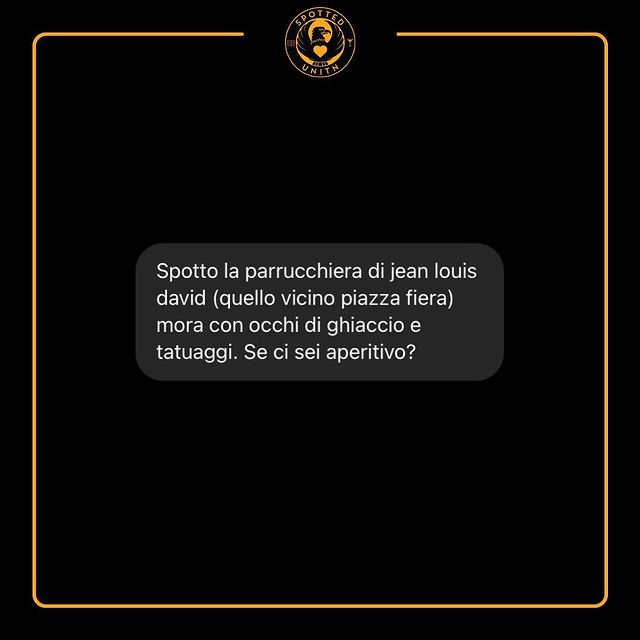 SPOTTED
UNITN
Spotto la parrucchiera di jean louis
david (quello vicino piazza fiera)
mora con occhi di ghiaccio e
tatuaggi. Se ci sei aperitivo?